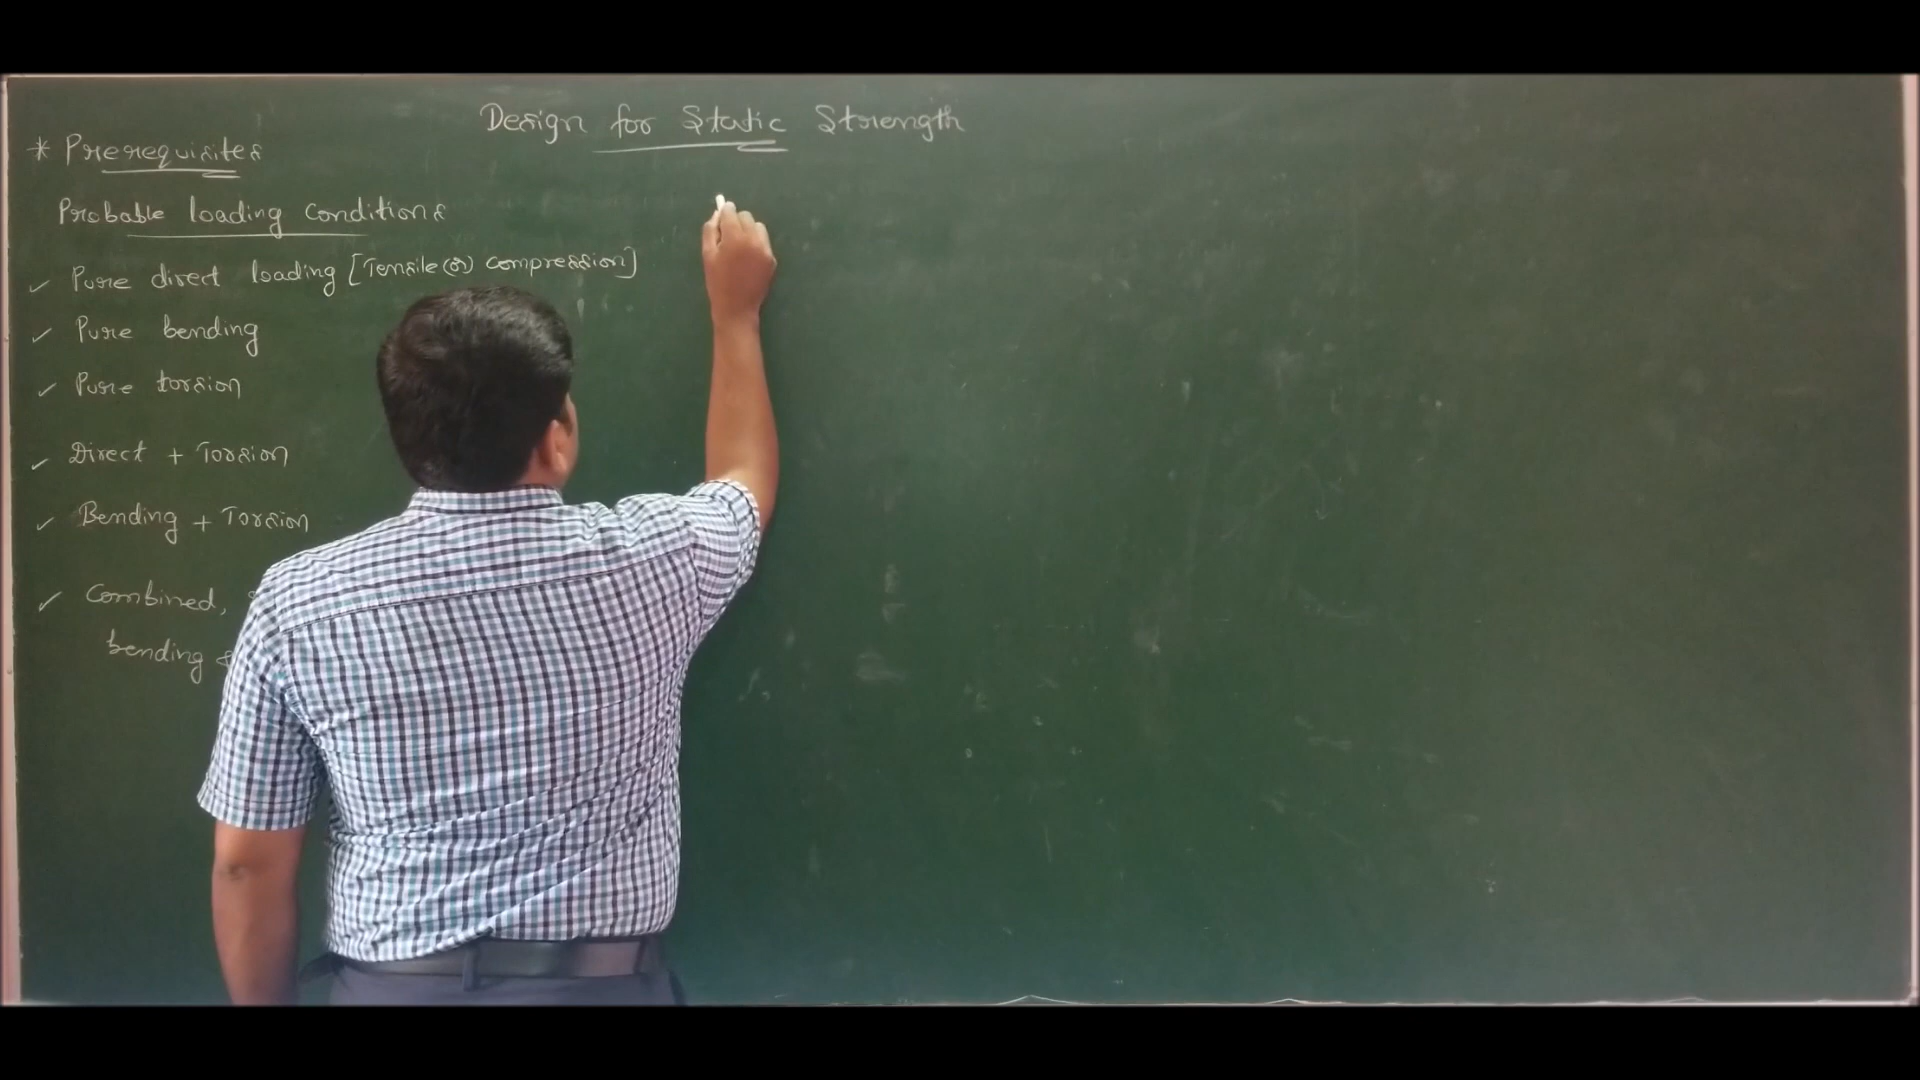 Design for Static Strength
* Prerequisites
Probable loading conditions
✓ Pure direct loading [Tensile (or) compression]
✓ Pure bending
✓ Pure torsion
✓ Direct + Torsion
✓ Bending + Torsion
✓ Combined,
bending &